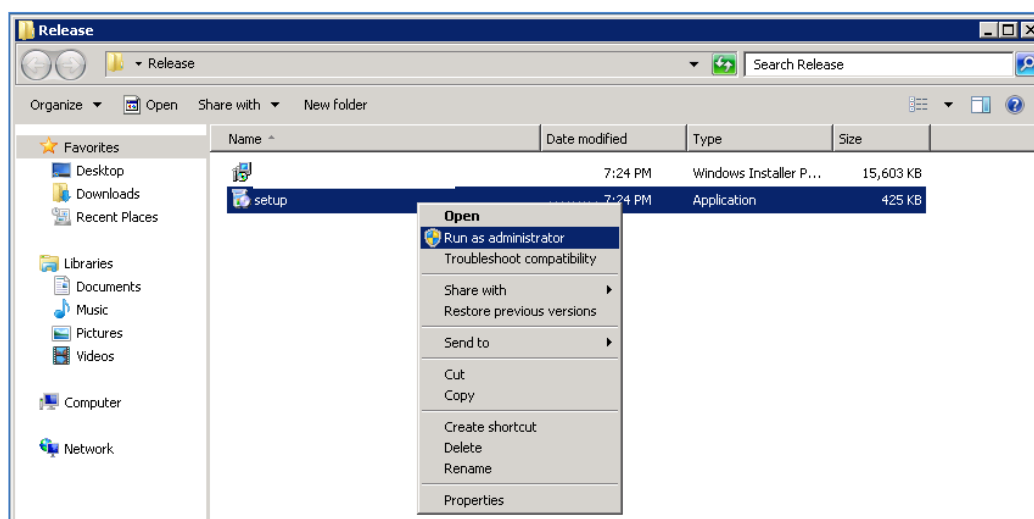 Release
Release
Search Release
Organize Open Share with New folder
Name Date modified Type Size
Favorites
Desktop
Downloads
Recent Places
Libraries
Documents
Music
Pictures
Videos
Computer
Network
7:24 PM Windows Installer P... 15,603 KB
setup 7:24 PM Application 425 KB
Open
Run as administrator
Troubleshoot compatibility
Share with
Restore previous versions
Send to
Cut
Copy
Create shortcut
Delete
Rename
Properties